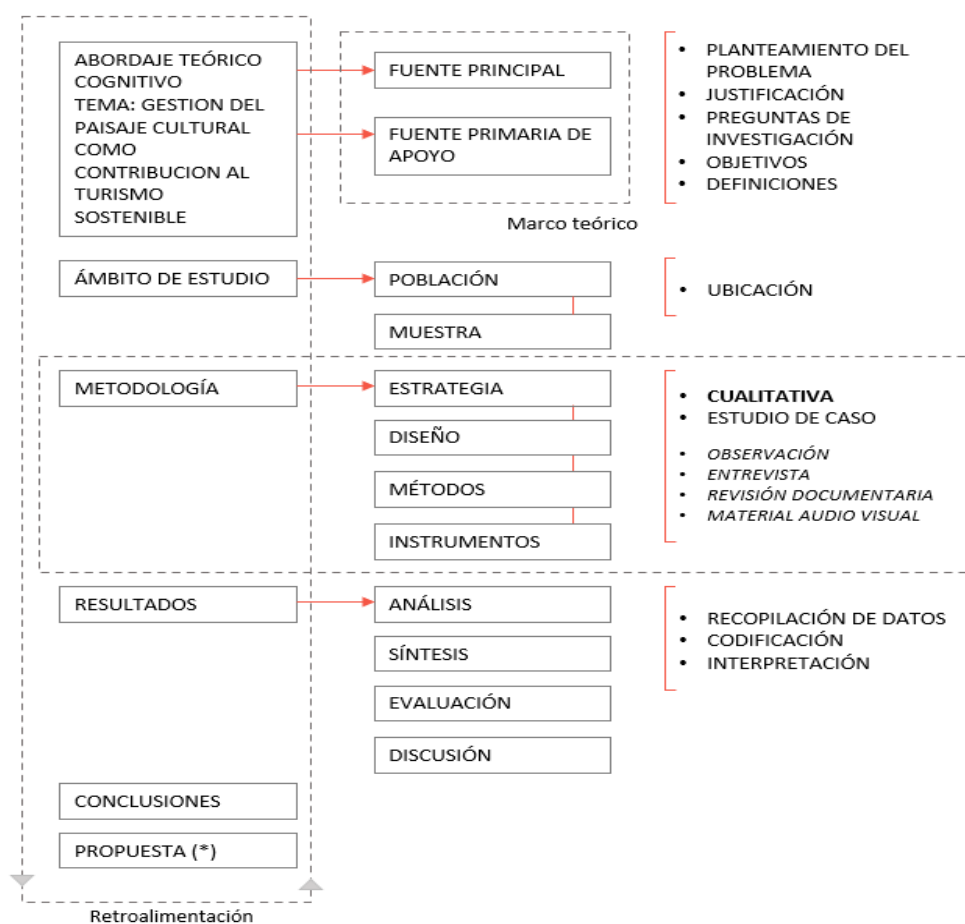 ABORDAJE TEÓRICO
COGNITIVO
TEMA: GESTION DEL
PAISAJE CULTURAL
COMO
CONTRIBUCION AL
TURISMO
SOSTENIBLE
FUENTE PRINCIPAL
FUENTE PRIMARIA DE
APOYO
Marco teórico
• PLANTEAMIENTO DEL
PROBLEMA
• JUSTIFICACIÓN
• PREGUNTAS DE
INVESTIGACIÓN
• OBJETIVOS
• DEFINICIONES
ÁMBITO DE ESTUDIO
POBLACIÓN
MUESTRA
• UBICACIÓN
METODOLOGÍA
ESTRATEGIA
DISEÑO
MÉTODOS
INSTRUMENTOS
• CUALITATIVA
• ESTUDIO DE CASO
• OBSERVACIÓN
• ENTREVISTA
• REVISIÓN DOCUMENTARIA
• MATERIAL AUDIO VISUAL
RESULTADOS
ANÁLISIS
SÍNTESIS
EVALUACIÓN
DISCUSIÓN
• RECOPILACIÓN DE DATOS
• CODIFICACIÓN
• INTERPRETACIÓN
CONCLUSIONES
PROPUESTA (*)
Retroalimentación